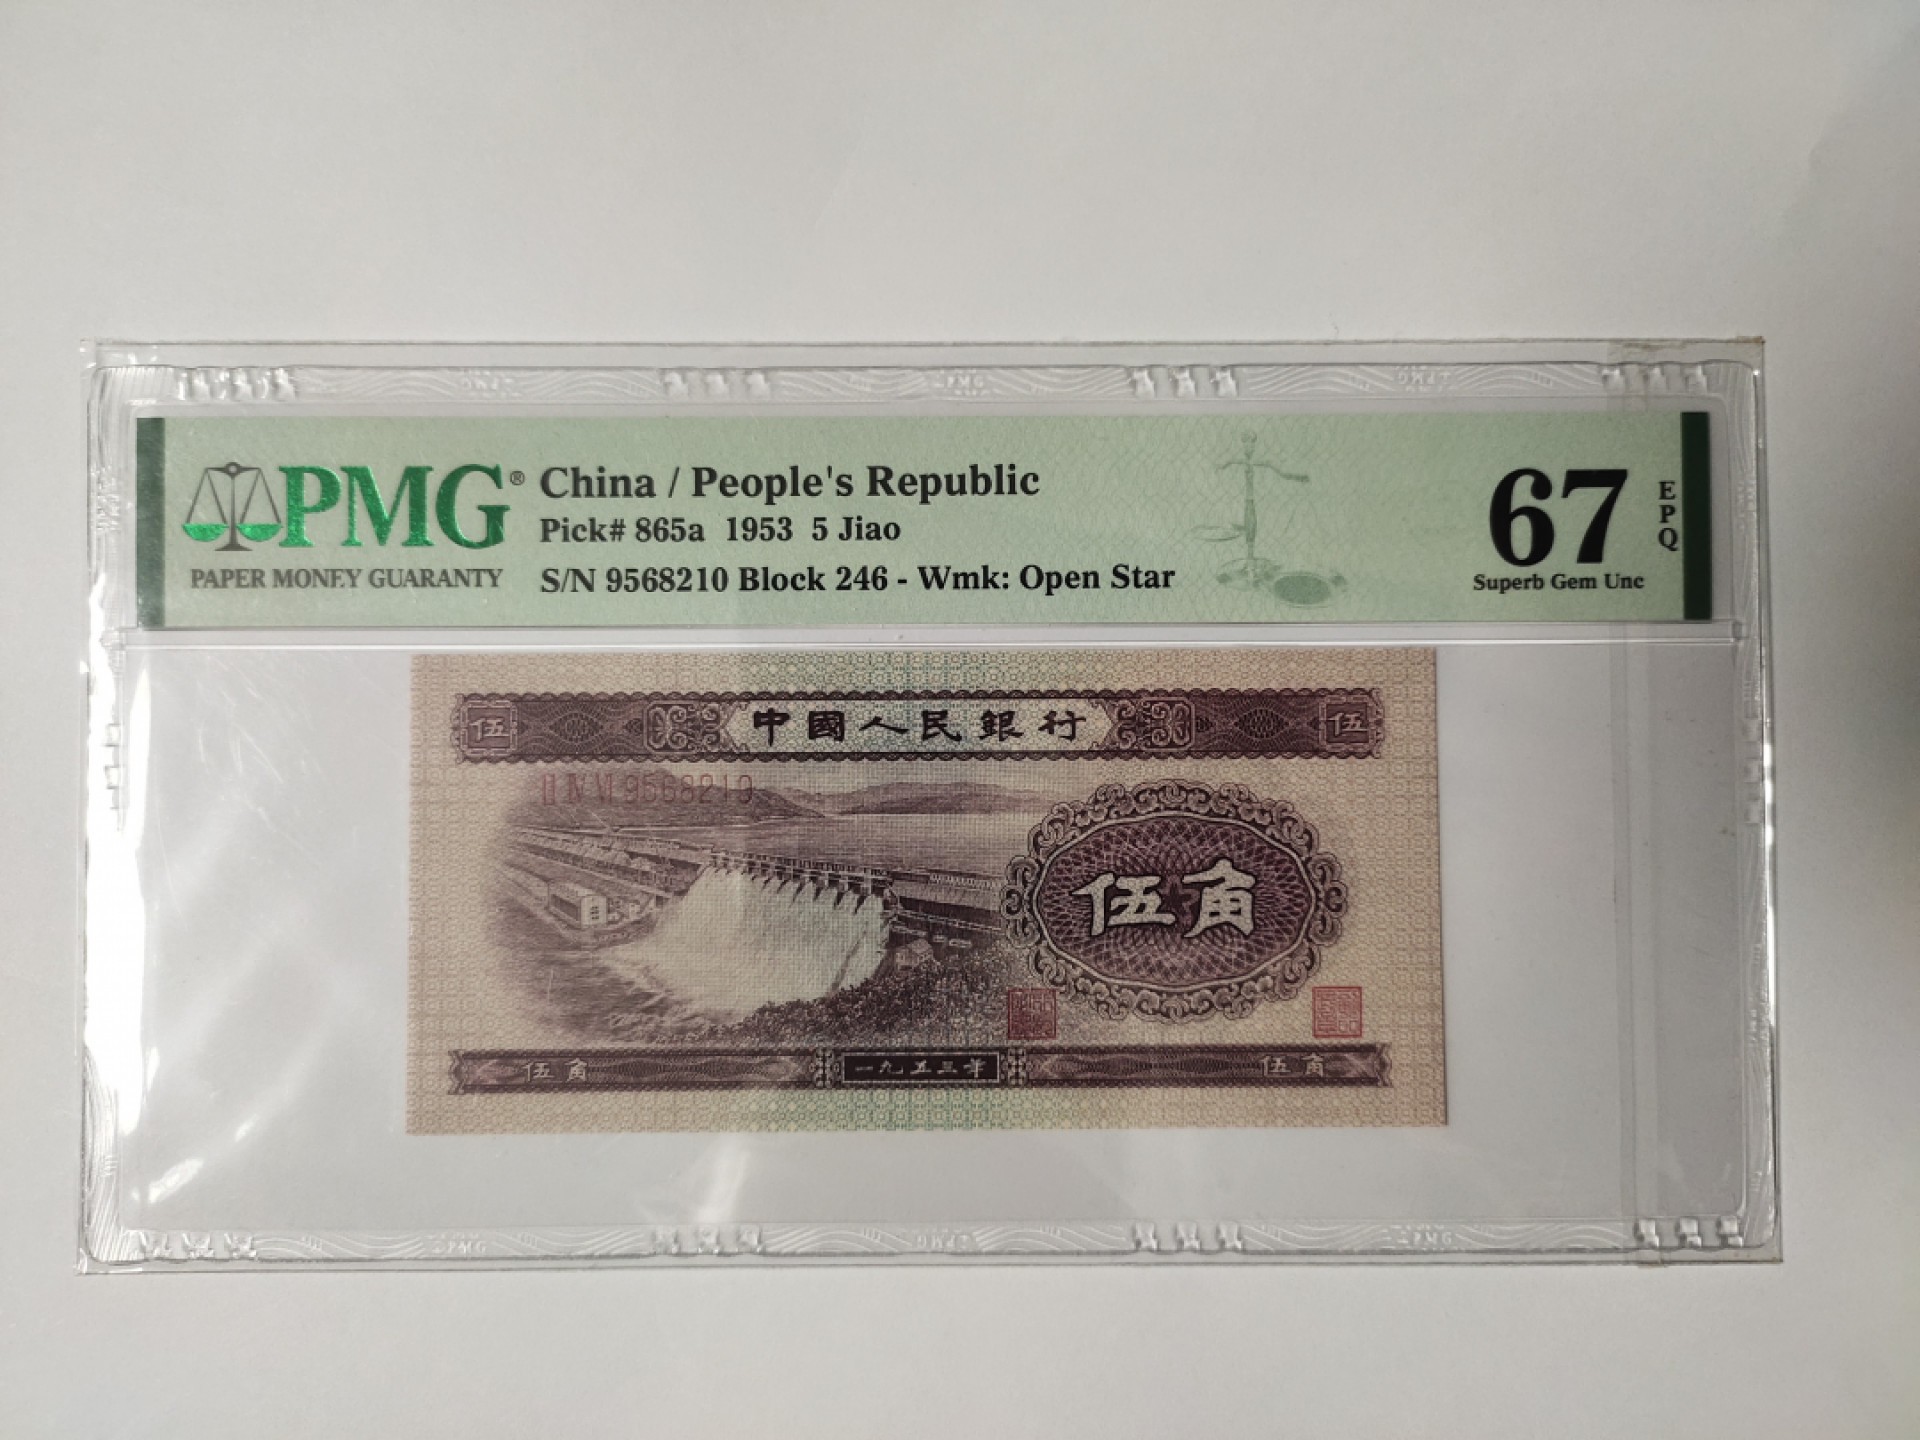 PMG®
PAPER MONEY GUARANTY
China / People's Republic
Pick# 865a 1953 5 Jiao
S/N 9568210 Block 246 - Wmk: Open Star
67
EPQ
Superb Gem Unc
伍 中國人民銀行 伍
II IV VI 9568210
伍角
伍角 一九五三年 伍角